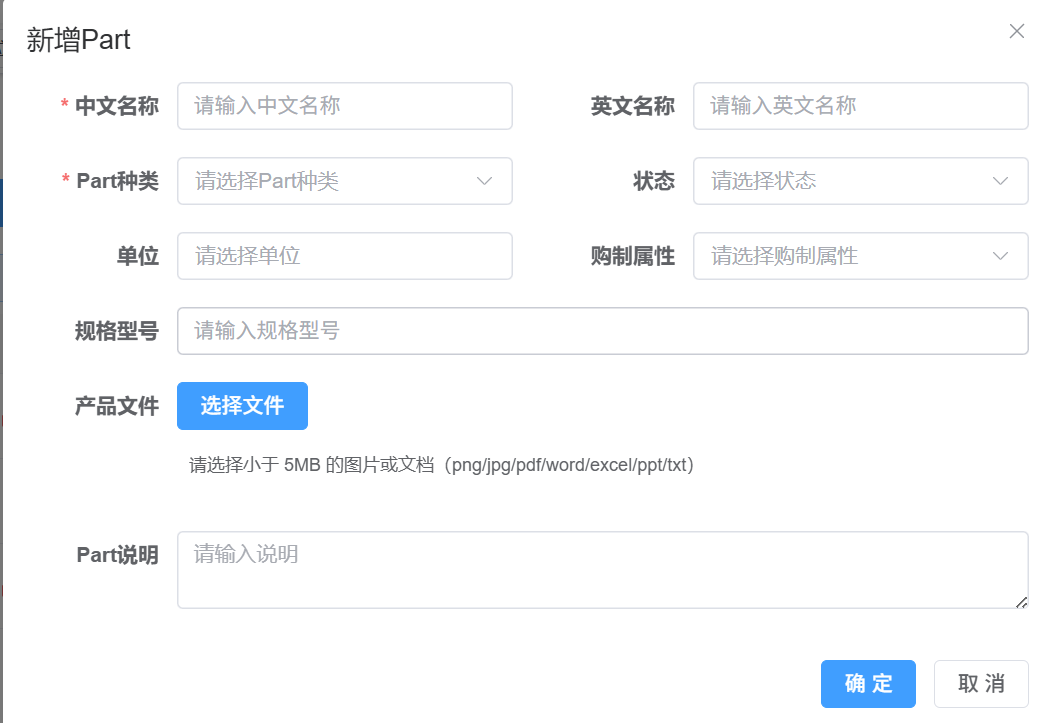 新增Part
* 中文名称 请输入中文名称 英文名称 请输入英文名称
* Part种类 请选择Part种类 状态 请选择状态
单位 请选择单位 购制属性 请选择购制属性
规格型号 请输入规格型号
产品文件 选择文件
请选择小于 5MB 的图片或文档（png/jpg/pdf/word/excel/ppt/txt）
Part说明 请输入说明
确 定 取 消